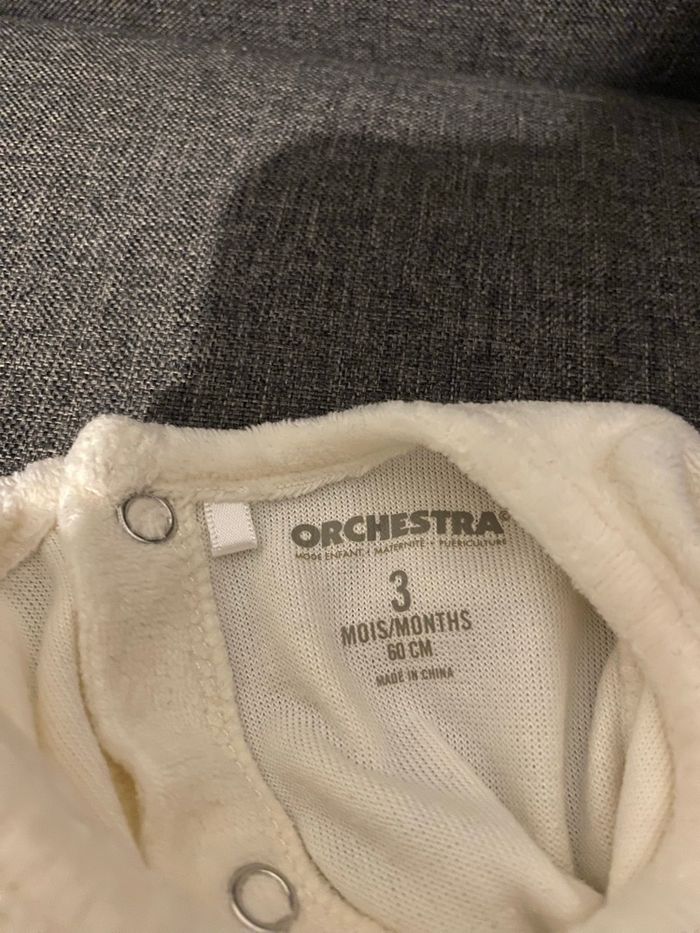 ORCHESTRA©
MODE ENFANT • MATERNITÉ • PUÉRICULTURE
3
MOIS/MONTHS
60 CM
MADE IN CHINA